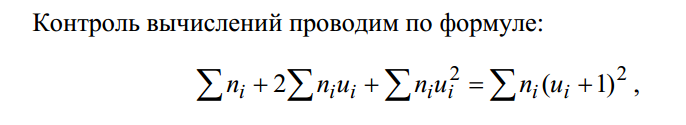 Контроль вычислений проводим по формуле:
∑nᵢ + 2∑nᵢuᵢ + ∑nᵢuᵢ² = ∑nᵢ(uᵢ + 1)² ,